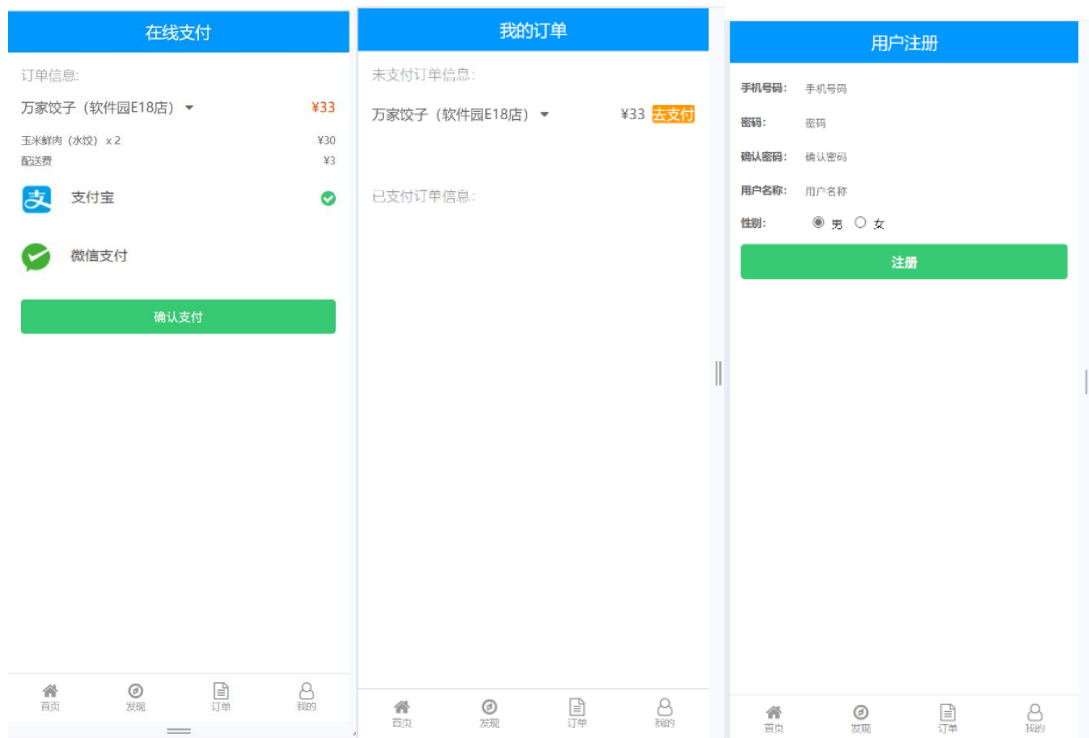 在线支付
订单信息:
万家饺子（软件园E18店） ¥33
玉米鲜肉（水饺）x 2 ¥30
配送费 ¥3
支付宝
微信支付
确认支付
首页 发现 订单 我的
我的订单
未支付订单信息:
万家饺子（软件园E18店） ¥33 去支付
已支付订单信息:
首页 发现 订单 我的
用户注册
手机号码: 手机号码
密码: 密码
确认密码: 确认密码
用户名称: 用户名称
性别: 男 女
注册
首页 发现 订单 我的